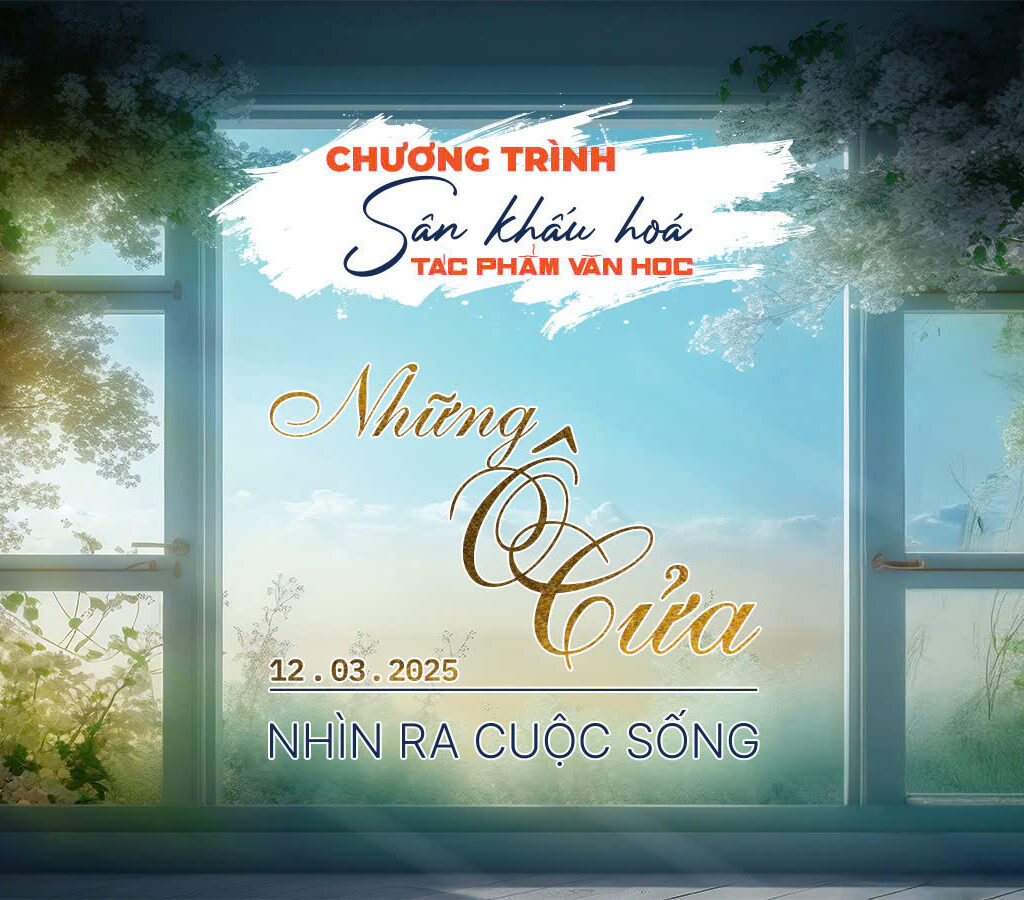 CHƯƠNG TRÌNH
Sân khấu hoá
TÁC PHẨM VĂN HỌC
Những
Ô
Cửa
12.03.2025
NHÌN RA CUỘC SỐNG